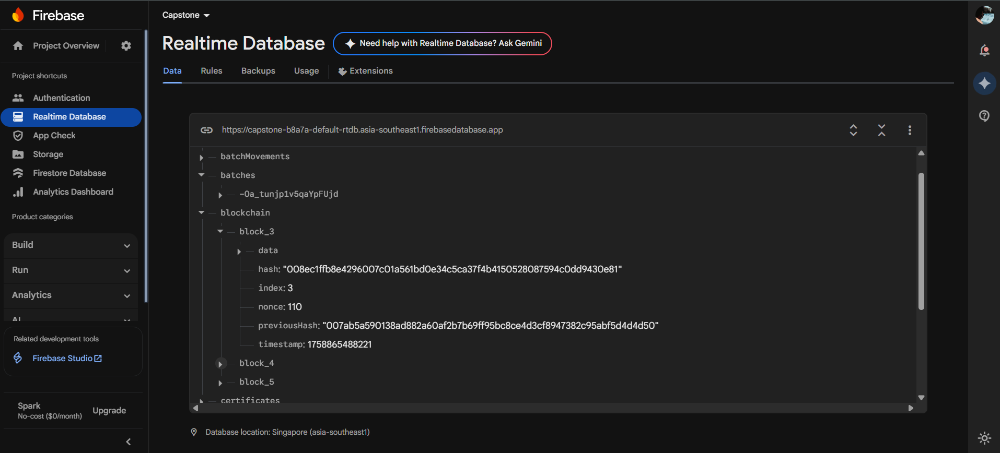 Firebase
Project Overview
Project shortcuts
Authentication
Realtime Database
App Check
Storage
Firestore Database
Analytics Dashboard
Product categories
Build
Run
Analytics
AI
Related development tools
Firebase Studio
Spark
No-cost ($0/month)
Upgrade
Capstone
Realtime Database
Need help with Realtime Database? Ask Gemini
Data
Rules
Backups
Usage
Extensions
https://capstone-b8a7a-default-rtdb.asia-southeast1.firebasedatabase.app
batchMovements
batches
-Oa_tunjp1v5qaYpFUjd
blockchain
block_3
data
hash: "008ec1ffb8e4296007c01a561bd0e34c5ca37f4b4150528087594c0dd9430e81"
index: 3
nonce: 110
previousHash: "007ab5a590138ad882a60af2b7b69ff95bc8ce4d3cf8947382c95abf5d4d4d50"
timestamp: 1758865488221
block_4
block_5
certificates
Database location: Singapore (asia-southeast1)